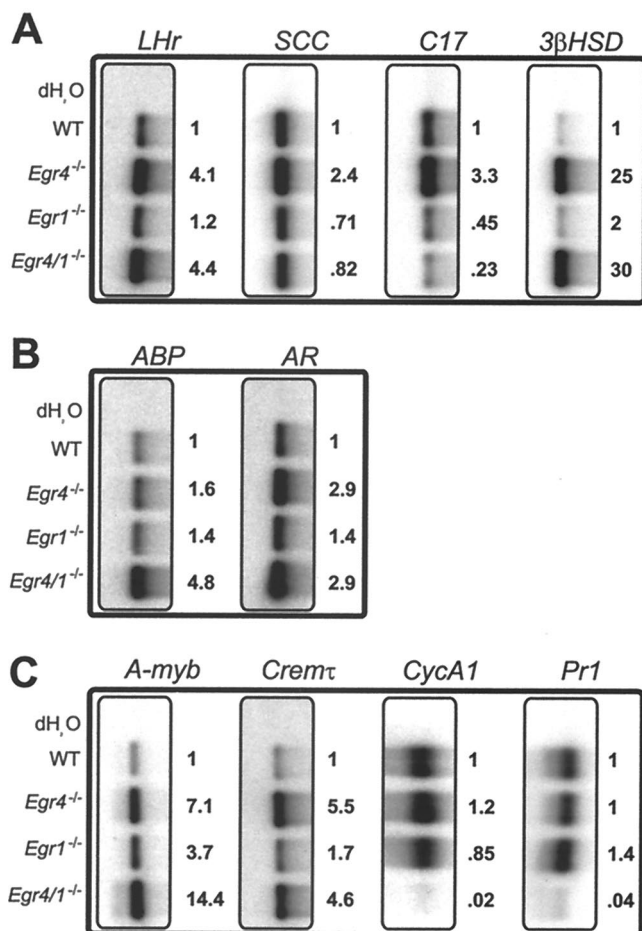 A
LHr SCC C17 3βHSD
dH₂O
WT 1 1 1 1
Egr4-/- 4.1 2.4 3.3 25
Egr1-/- 1.2 .71 .45 2
Egr4/1-/- 4.4 .82 .23 30
B
ABP AR
dH₂O
WT 1 1
Egr4-/- 1.6 2.9
Egr1-/- 1.4 1.4
Egr4/1-/- 4.8 2.9
C
A-myb Cremτ CycA1 Pr1
dH₂O
WT 1 1 1 1
Egr4-/- 7.1 5.5 1.2 1
Egr1-/- 3.7 1.7 .85 1.4
Egr4/1-/- 14.4 4.6 .02 .04